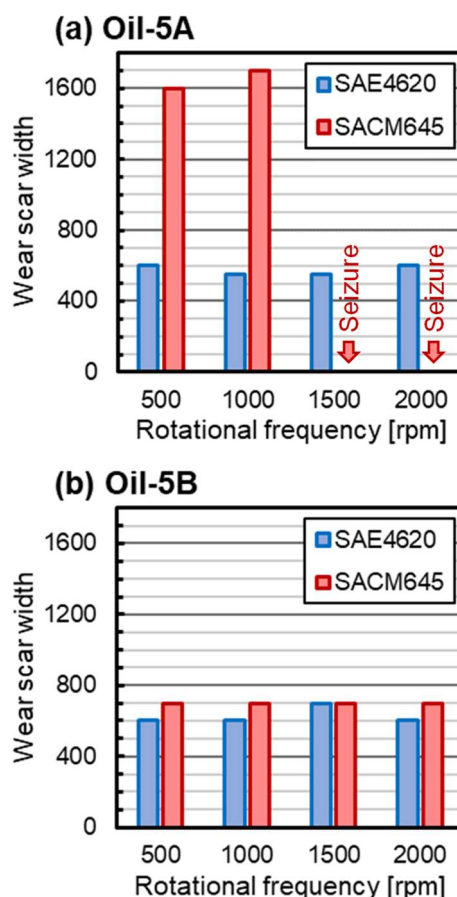 (a) Oil-5A
Wear scar width
1600
1200
800
400
0
SAE4620
SACM645
Seizure
Seizure
500 1000 1500 2000
Rotational frequency [rpm]
(b) Oil-5B
Wear scar width
1600
1200
800
400
0
SAE4620
SACM645
500 1000 1500 2000
Rotational frequency [rpm]